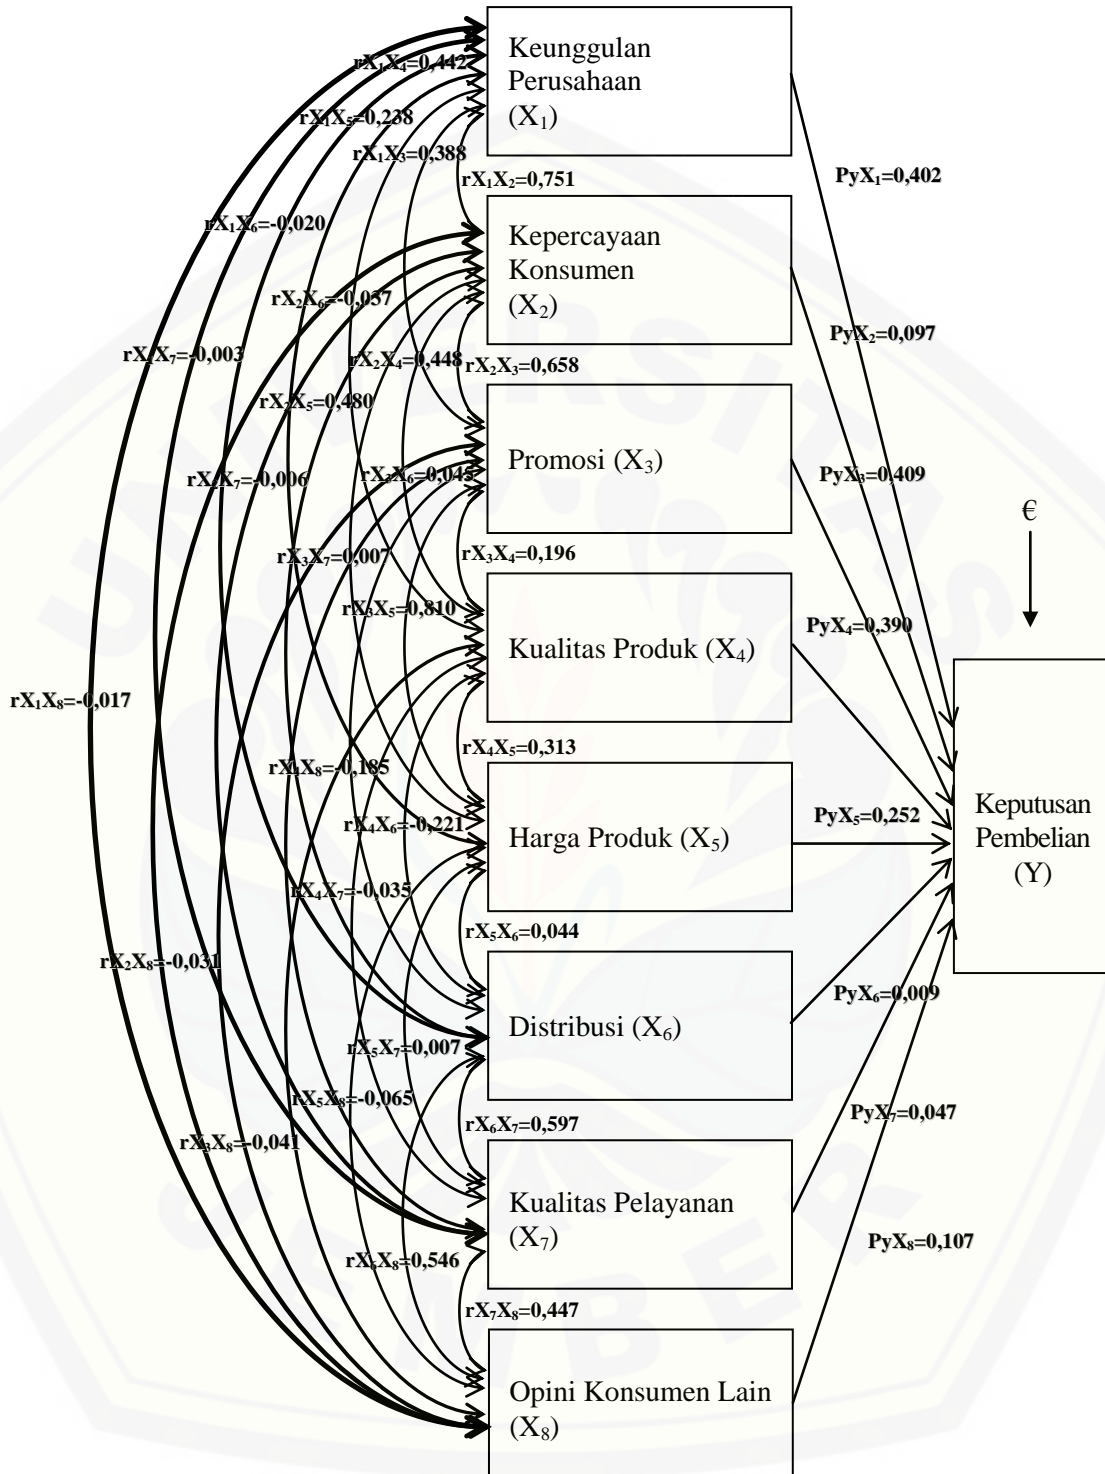 Keunggulan
Perusahaan
(X₁)
rX₁X₄=0,442
rX₁X₅=0,238
rX₁X₃=0,388
rX₁X₂=0,751
PyX₁=0,402
rX₁X₆=-0,020
Kepercayaan
Konsumen
(X₂)
rX₂X₆=-0,037
PyX₂=0,097
rX₁X₇=-0,003
rX₂X₄=0,448
rX₂X₃=0,658
rX₂X₅=0,480
Promosi (X₃)
rX₂X₇=-0,006
rX₃X₆=0,045
PyX₃=0,409
€
rX₃X₇=0,007
rX₃X₄=0,196
rX₃X₅=0,810
PyX₄=0,390
Kualitas Produk (X₄)
rX₁X₈=-0,017
rX₄X₅=0,313
rX₄X₈=-0,185
rX₄X₆=-0,221
Harga Produk (X₅)
PyX₅=0,252
Keputusan
Pembelian
(Y)
rX₄X₇=-0,035
rX₅X₆=0,044
rX₂X₈=-0,031
PyX₆=0,009
Distribusi (X₆)
rX₅X₇=0,007
rX₅X₈=-0,065
rX₆X₇=0,597
PyX₇=0,047
rX₃X₈=-0,041
Kualitas Pelayanan
(X₇)
rX₆X₈=0,546
PyX₈=0,107
rX₇X₈=0,447
Opini Konsumen Lain
(X₈)
UNIVERSITAS
JEMBER